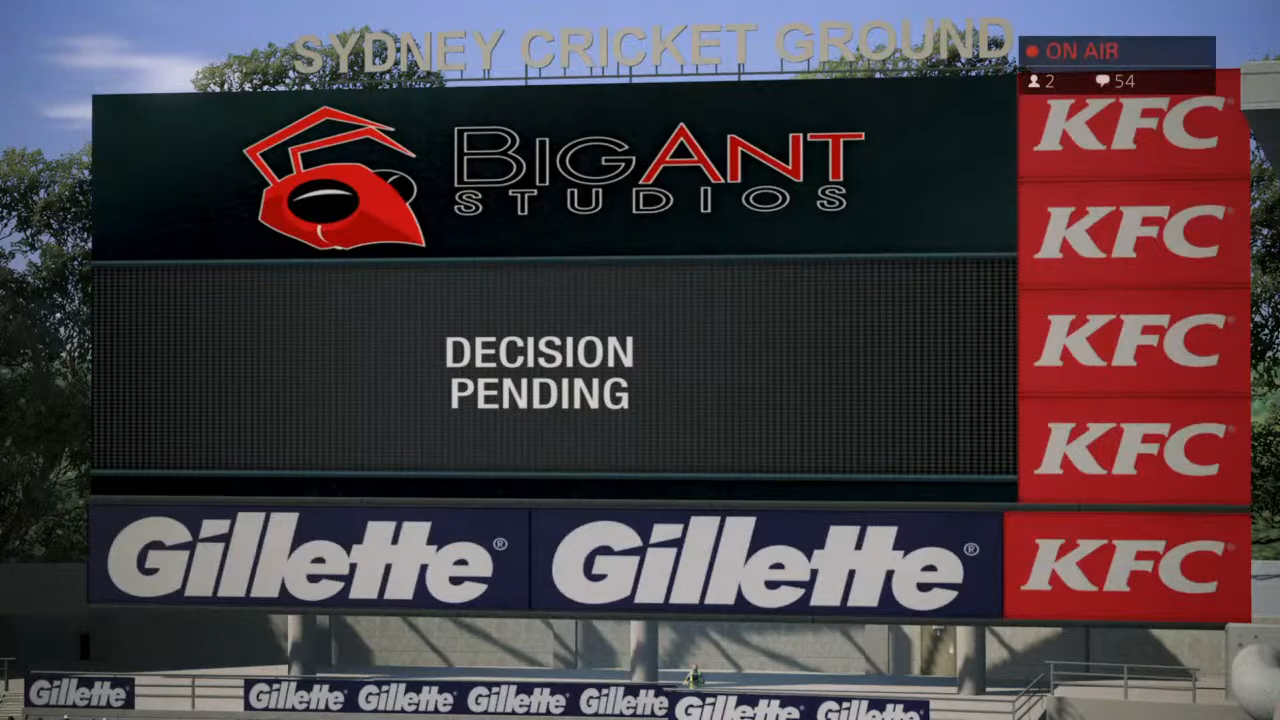 SYDNEY CRICKET GROUND
ON AIR
2 54
BIGANT
STUDIOS
KFC
KFC
KFC
KFC
DECISION
PENDING
Gillette® Gillette® KFC
Gillette Gillette Gillette Gillette Gillette Gillette Gillette